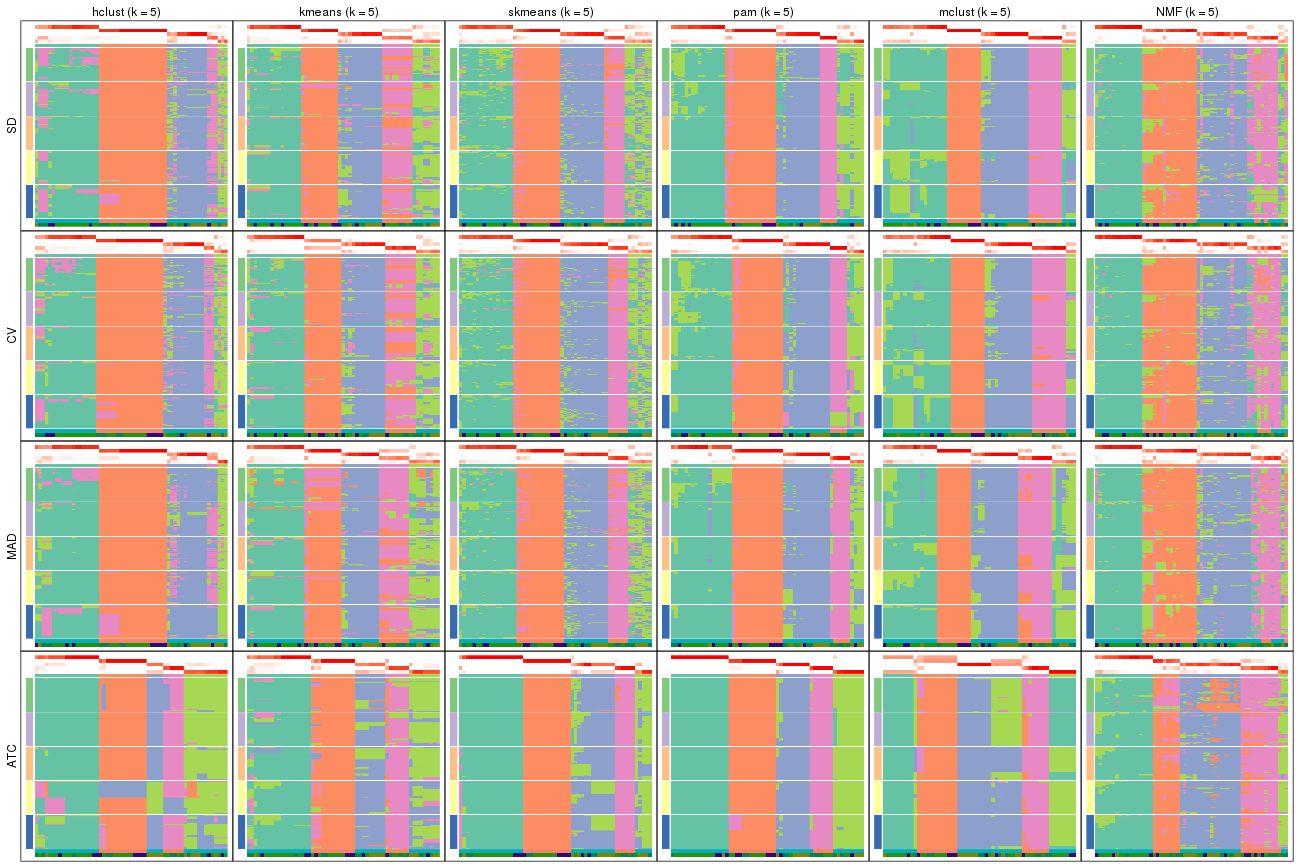 hclust (k = 5) kmeans (k = 5) skmeans (k = 5) pam (k = 5) mclust (k = 5) NMF (k = 5)
SD
CV
MAD
ATC